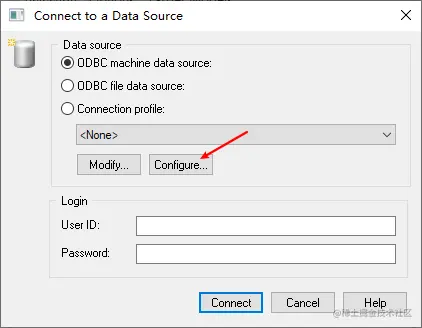 Connect to a Data Source
Data source
ODBC machine data source:
ODBC file data source:
Connection profile:
<None>
Modify... Configure...
Login
User ID:
Password:
Connect Cancel Help
@稀土掘金技术社区